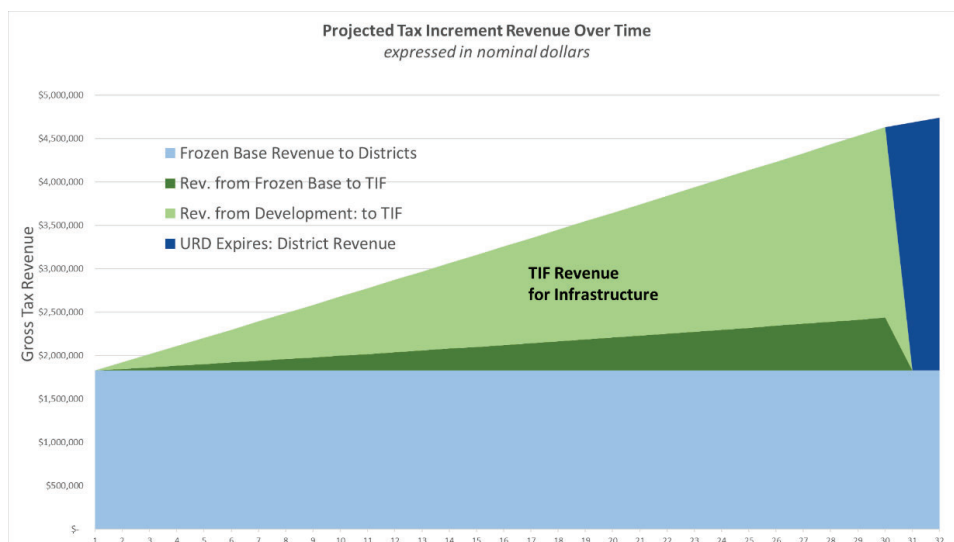 Projected Tax Increment Revenue Over Time
expressed in nominal dollars
Gross Tax Revenue
$5,000,000
$4,500,000
$4,000,000
$3,500,000
$3,000,000
$2,500,000
$2,000,000
$1,500,000
$1,000,000
$500,000
$-
Frozen Base Revenue to Districts
Rev. from Frozen Base to TIF
Rev. from Development: to TIF
URD Expires: District Revenue
TIF Revenue
for Infrastructure
1 2 3 4 5 6 7 8 9 10 11 12 13 14 15 16 17 18 19 20 21 22 23 24 25 26 27 28 29 30 31 32